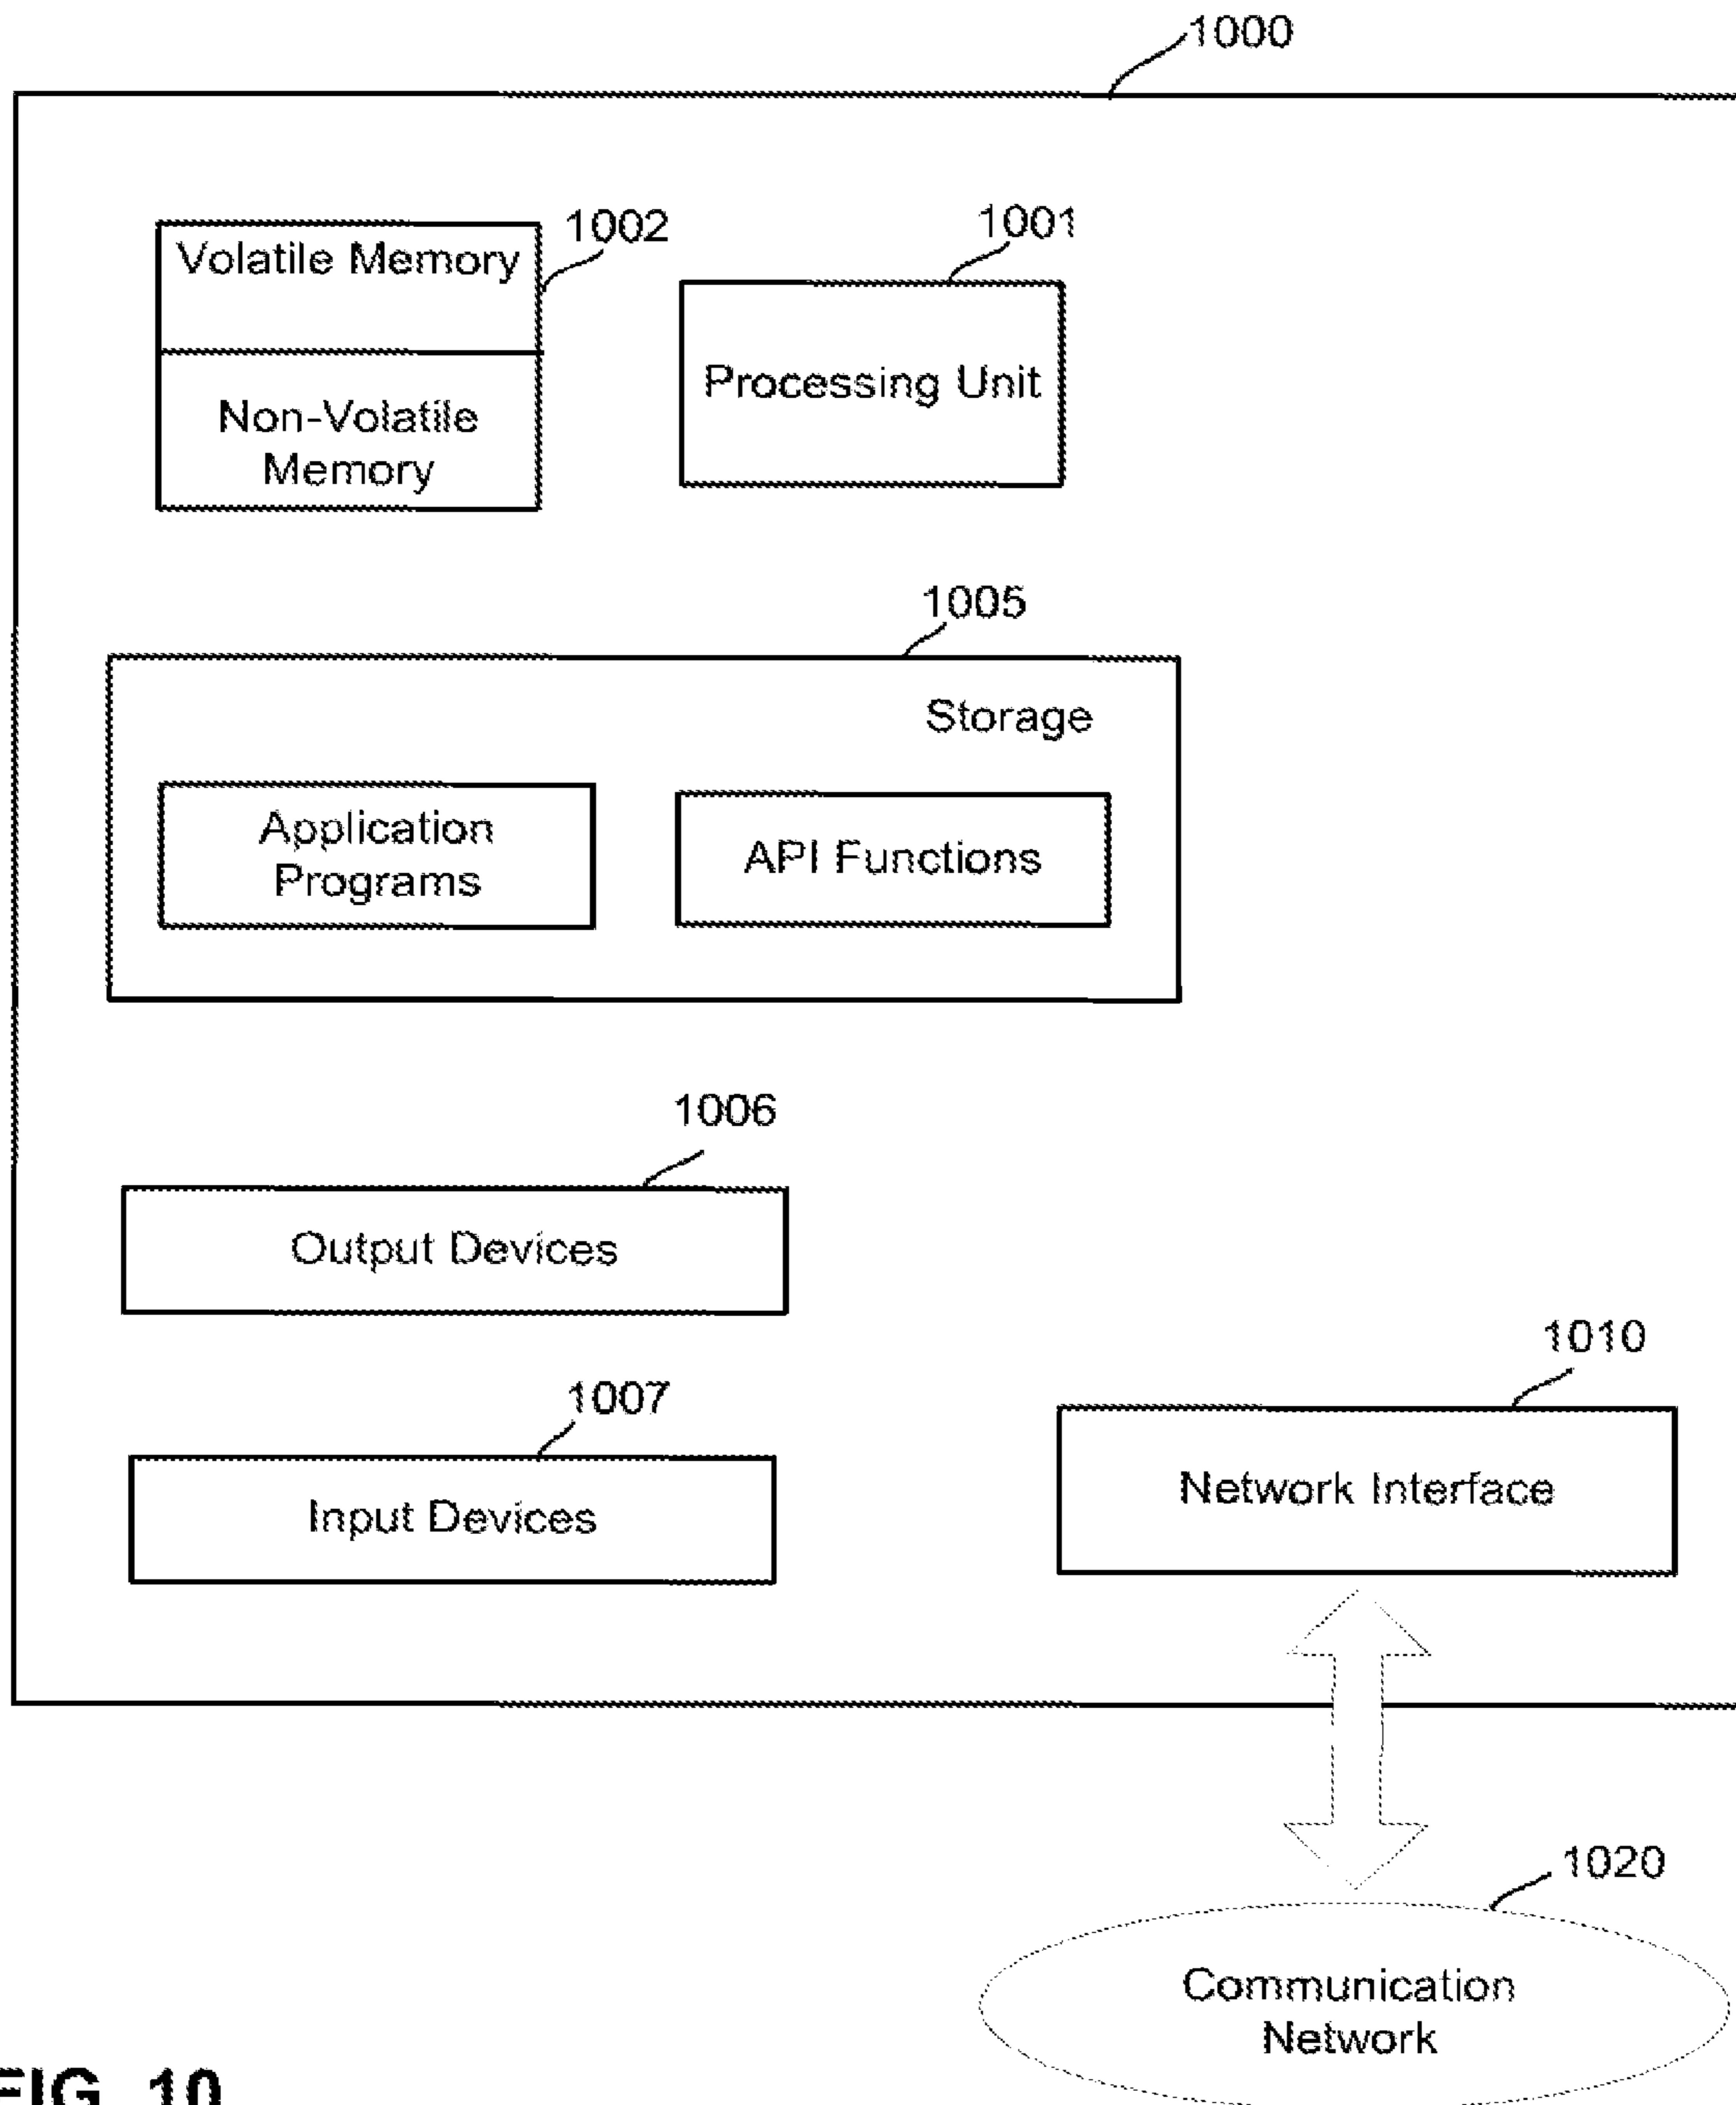 1000
1002
1001
Volatile Memory
Processing Unit
Non-Volatile
Memory
1005
Storage
Application
Programs
API Functions
1006
Output Devices
1010
1007
Network Interface
Input Devices
1020
Communication
Network
FIG. 10